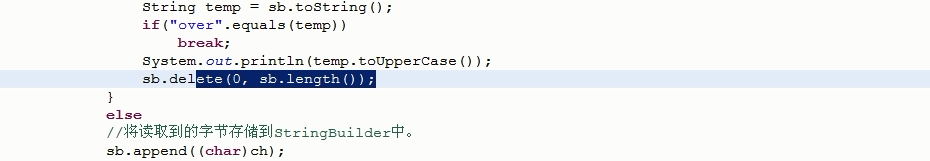 String temp = sb.toString();
if("over".equals(temp))
break;
System.out.println(temp.toUpperCase());
sb.delete(0, sb.length());
}
else
//将读取到的字节存储到StringBuilder中。
sb.append((char)ch);